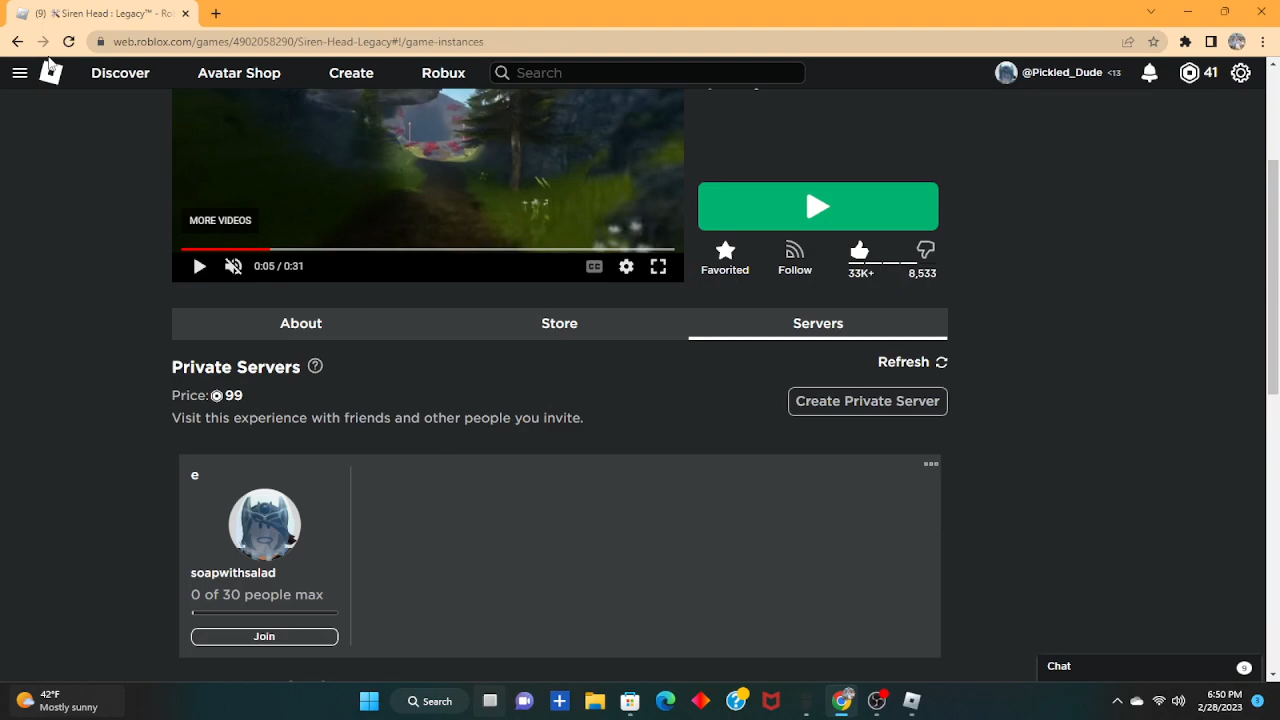 (9) 🛠Siren Head : Legacy™ - Ro
web.roblox.com/games/4902058290/Siren-Head-Legacy#!/game-instances
Discover Avatar Shop Create Robux Search @Pickled_Dude <13 41
MORE VIDEOS
0:05 / 0:31 CC
Favorited Follow 33K+ 8,533
About Store Servers
Private Servers ? Refresh
Price: 99 Create Private Server
Visit this experience with friends and other people you invite.
e
soapwithsalad
0 of 30 people max
Join
Chat 9
42°F
Mostly sunny
Search
6:50 PM
2/28/2023 3